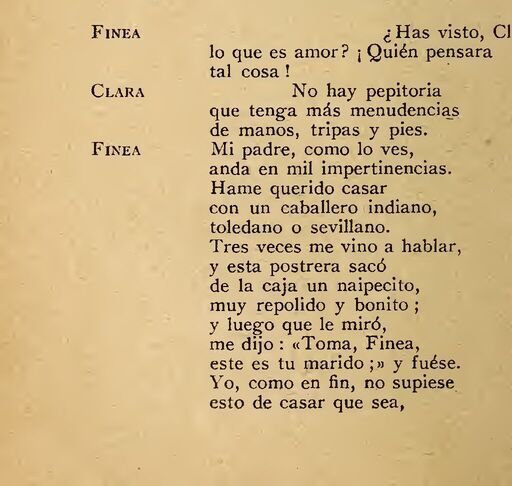 FINEA ¿Has visto,
lo que es amor? ¡Quién pensara
tal cosa!
CLARA No hay pepitoria
que tenga más menudencias
de manos, tripas y pies.
FINEA Mi padre, como lo ves,
anda en mil impertinencias.
Hame querido casar
con un caballero indiano,
toledano o sevillano.
Tres veces me vino a hablar,
y esta postrera sacó
de la caja un naipecito,
muy repolido y bonito;
y luego que le miró,
me dijo: «Toma, Finea,
este es tu marido;» y fuése.
Yo, como en fin, no supiese
esto de casar que sea,